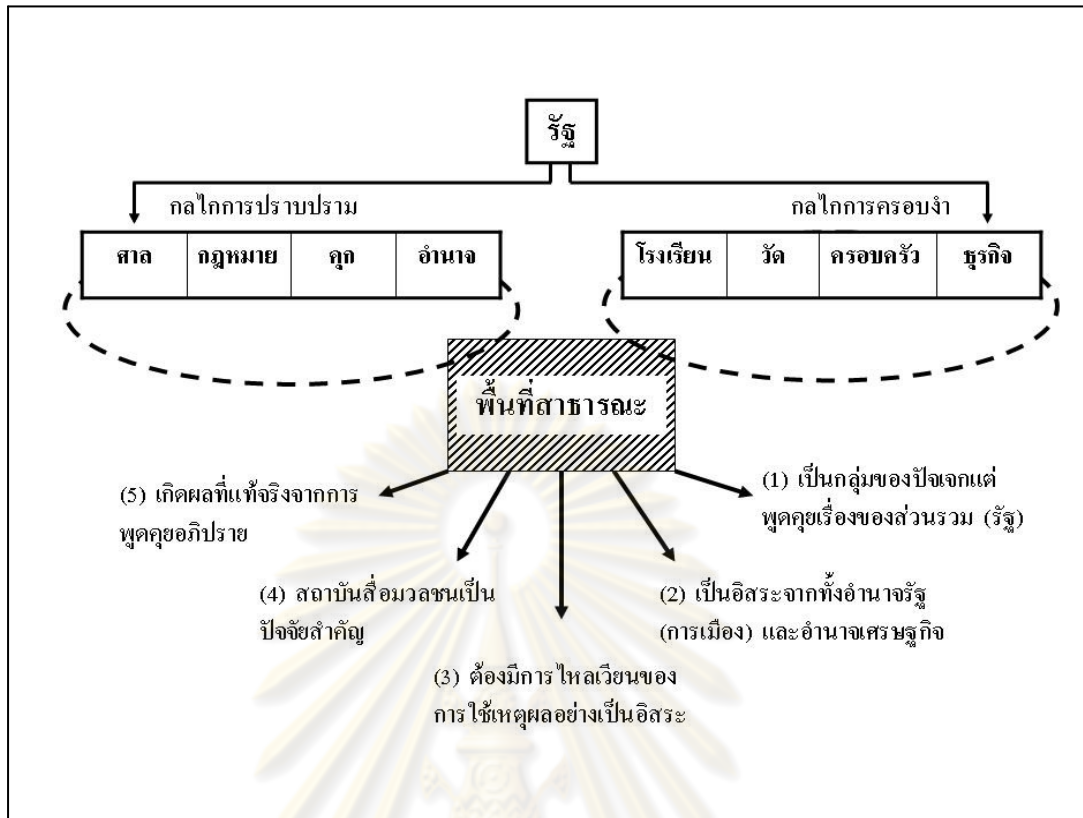 รัฐ
กลไกการปราบปราม
กลไกการครอบงำ
ศาล กฎหมาย คุก อำนาจ
โรงเรียน วัด ครอบครัว ธุรกิจ
พื้นที่สาธารณะ
(1) เป็นกลุ่มของปัจเจกแต่
พูดคุยเรื่องของส่วนรวม (รัฐ)
(2) เป็นอิสระจากทั้งอำนาจรัฐ
(การเมือง) และอำนาจเศรษฐกิจ
(3) ต้องมีการไหลเวียนของ
การใช้เหตุผลอย่างเป็นอิสระ
(4) สถาบันสื่อมวลชนเป็น
ปัจจัยสำคัญ
(5) เกิดผลที่แท้จริงจากการ
พูดคุยอภิปราย